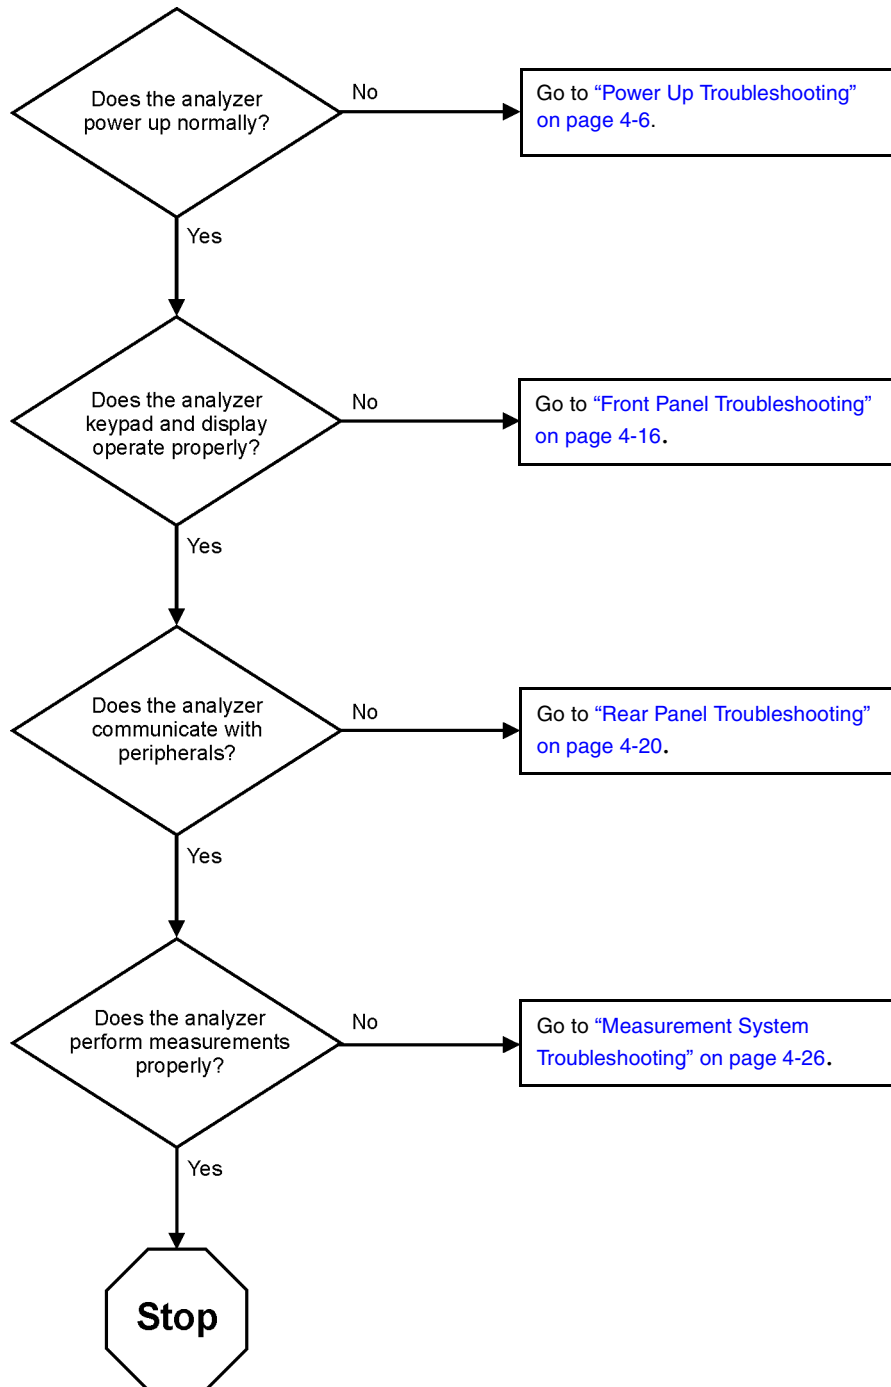 Does the analyzer
power up normally?
No
Go to “Power Up Troubleshooting”
on page 4-6.
Yes
Does the analyzer
keypad and display
operate properly?
No
Go to “Front Panel Troubleshooting”
on page 4-16.
Yes
Does the analyzer
communicate with
peripherals?
No
Go to “Rear Panel Troubleshooting”
on page 4-20.
Yes
Does the analyzer
perform measurements
properly?
No
Go to “Measurement System
Troubleshooting” on page 4-26.
Yes
Stop